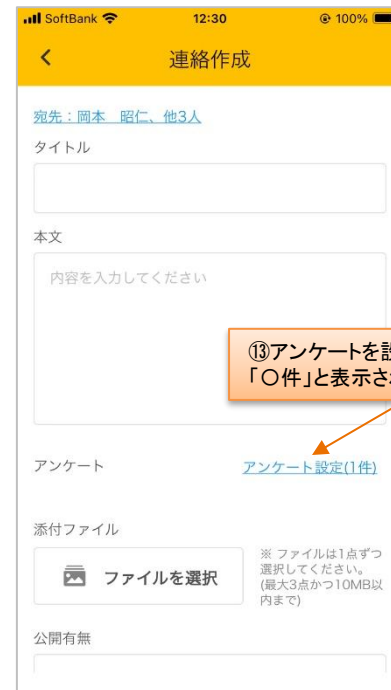 SoftBank 12:30 100%
連絡作成
宛先：岡本　昭仁、他3人
タイトル
本文
内容を入力してください
⑬アンケートを設
「〇件」と表示さ
アンケート アンケート設定(1件)
添付ファイル
ファイルを選択
※ ファイルは1点ずつ
選択してください。
(最大3点かつ10MB以
内まで)
公開有無